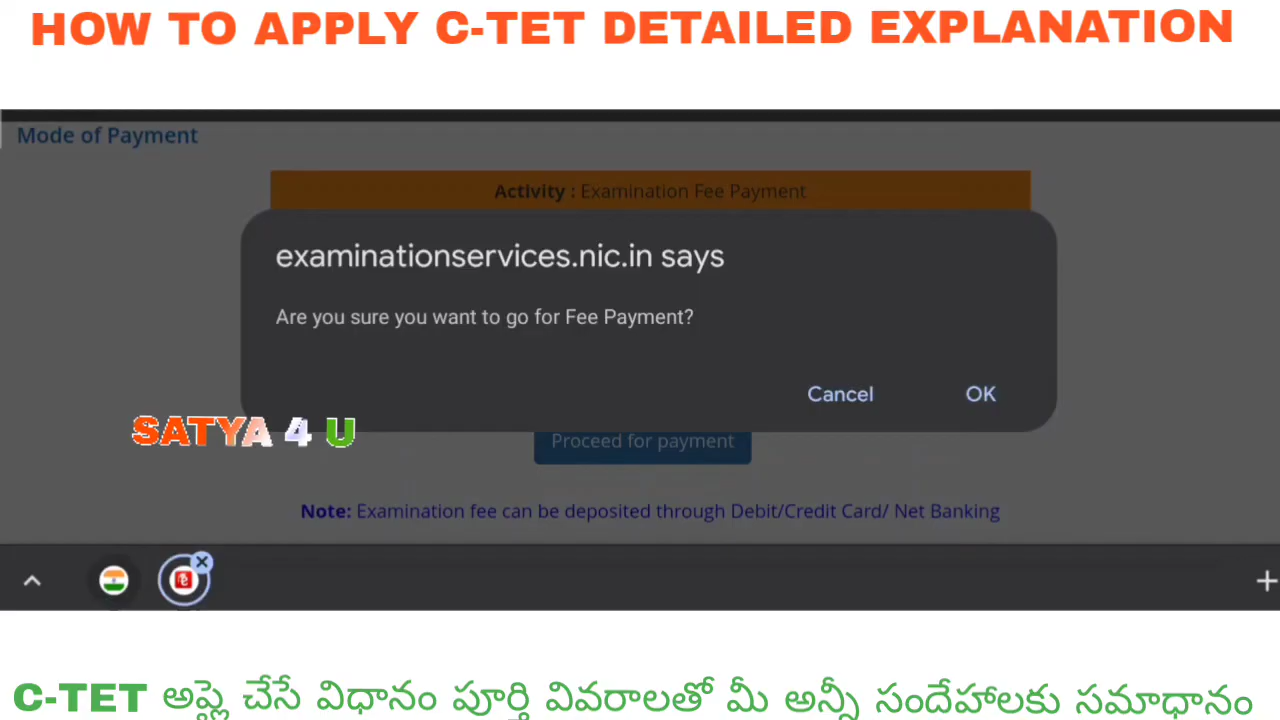 HOW TO APPLY C-TET DETAILED EXPLANATION
Mode of Payment
Activity : Examination Fee Payment
examinationservices.nic.in says
Are you sure you want to go for Fee Payment?
Cancel OK
SATYA 4 U
Proceed for payment
Note: Examination fee can be deposited through Debit/Credit Card/ Net Banking
C-TET అప్లై చేసే విధానం పూర్తి వివరాలతో మీ అన్నీ సందేహాలకు సమాధానం